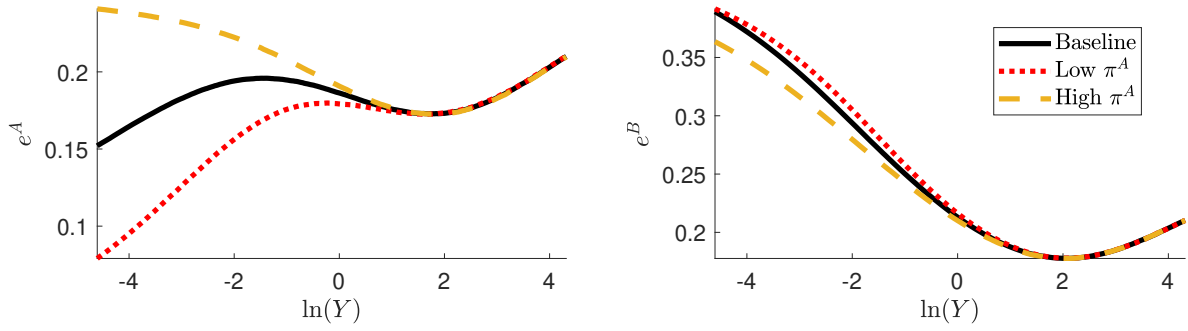 0.2
0.15
0.1
e^A
-4 -2 0 2 4
ln(Y)
0.35
0.3
0.25
0.2
e^B
-4 -2 0 2 4
ln(Y)
Baseline
Low π^A
High π^A